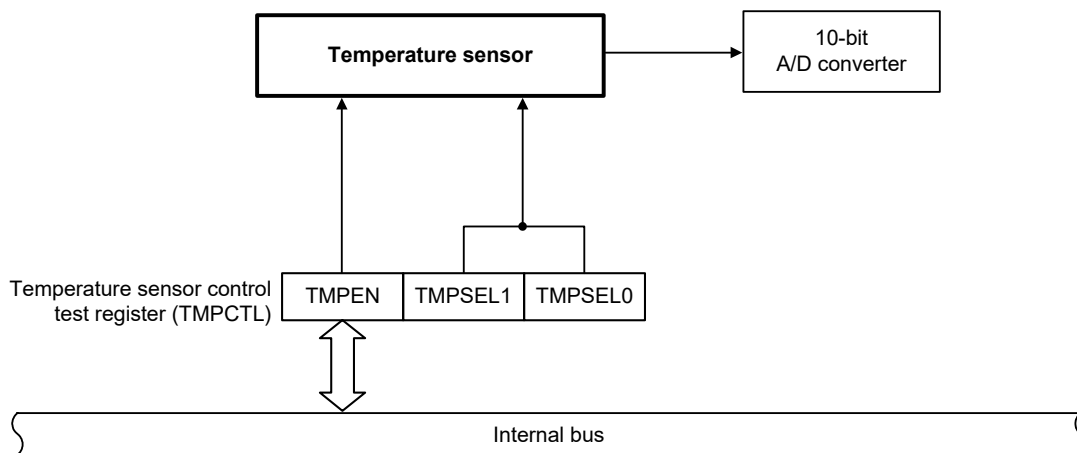 Temperature sensor
10-bit
A/D converter
Temperature sensor control
test register (TMPCTL)
TMPEN
TMPSEL1
TMPSEL0
Internal bus